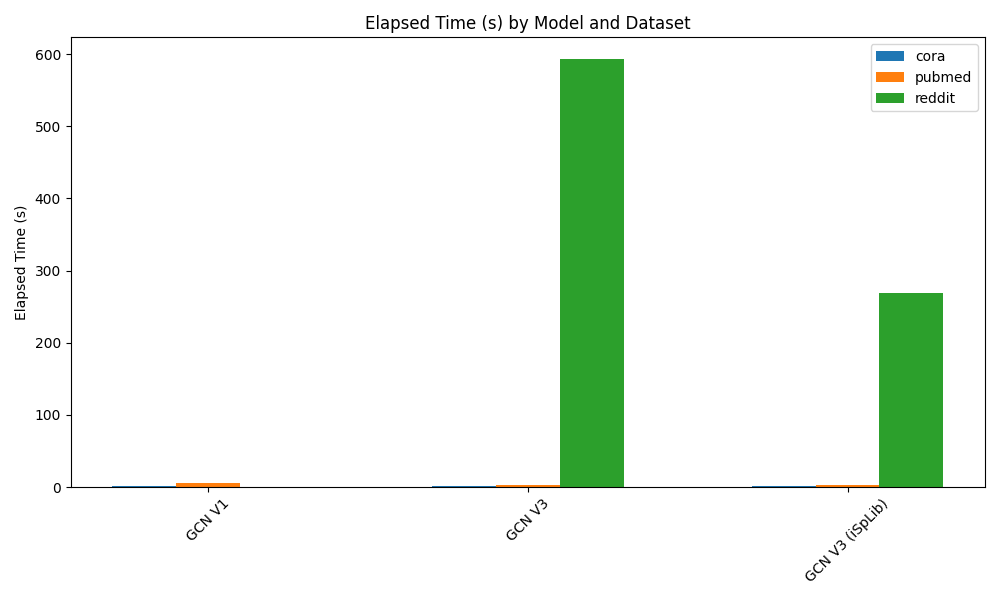 Elapsed Time (s) by Model and Dataset
cora
pubmed
reddit
Elapsed Time (s)
600
500
400
300
200
100
0
GCN V1
GCN V3
GCN V3 (iSpLib)